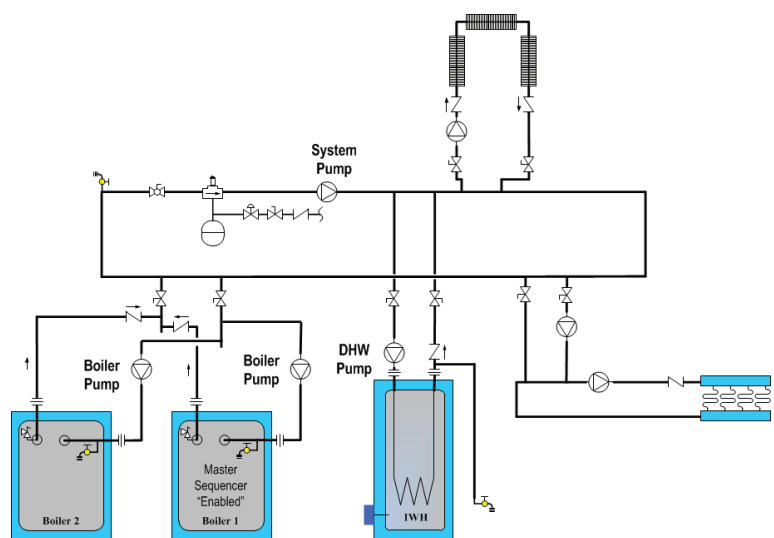 System
Pump
Boiler
Pump
Boiler
Pump
DHW
Pump
Master
Sequencer
"Enabled"
Boiler 2
Boiler 1
IWH